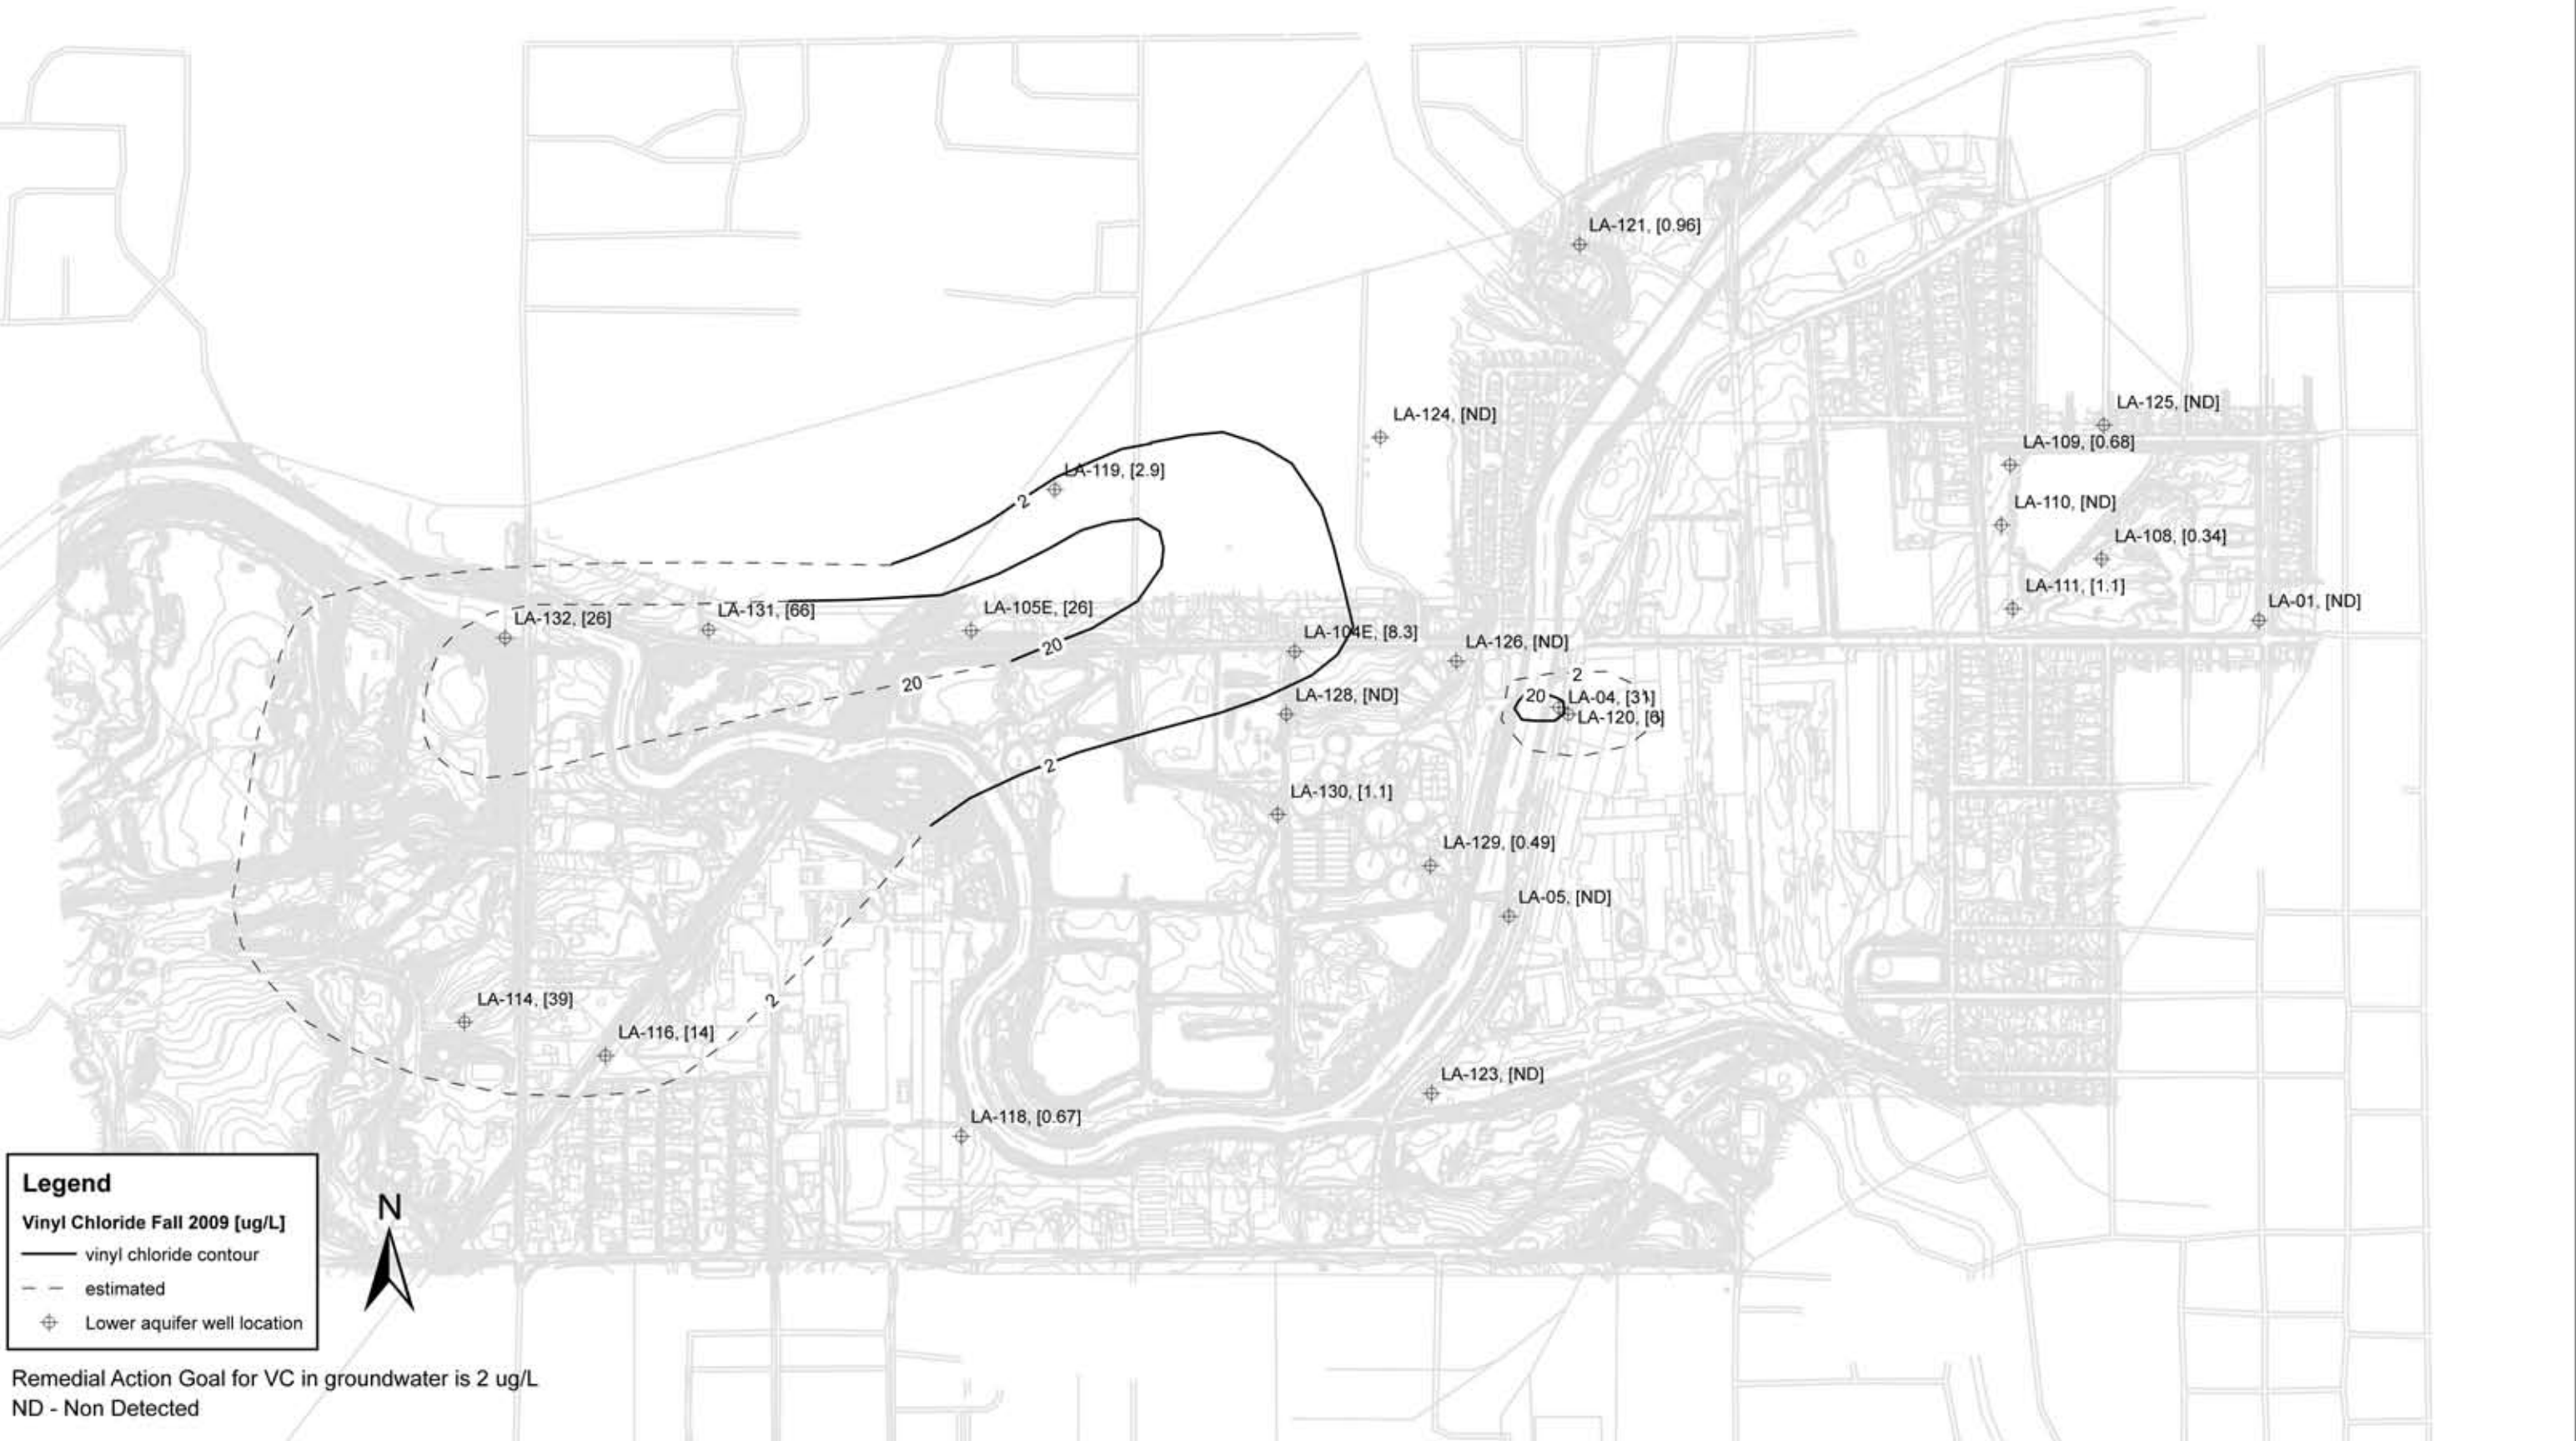 LA-121, [0.96]
LA-125, [ND]
LA-124, [ND]
LA-109, [0.68]
LA-119, [2.9]
2
LA-110, [ND]
LA-108, [0.34]
LA-111, [1.1]
LA-01, [ND]
LA-132, [26]
LA-131, [66]
LA-105E, [26]
LA-104E, [8.3]
LA-126, [ND]
20
20
2
20
LA-04, [31]
LA-128, [ND]
LA-120, [6]
2
LA-130, [1.1]
LA-129, [0.49]
LA-05, [ND]
LA-114, [39]
2
LA-116, [14]
LA-123, [ND]
LA-118, [0.67]
Legend
Vinyl Chloride Fall 2009 [ug/L]
vinyl chloride contour
estimated
Lower aquifer well location
N
Remedial Action Goal for VC in groundwater is 2 ug/L
ND - Non Detected